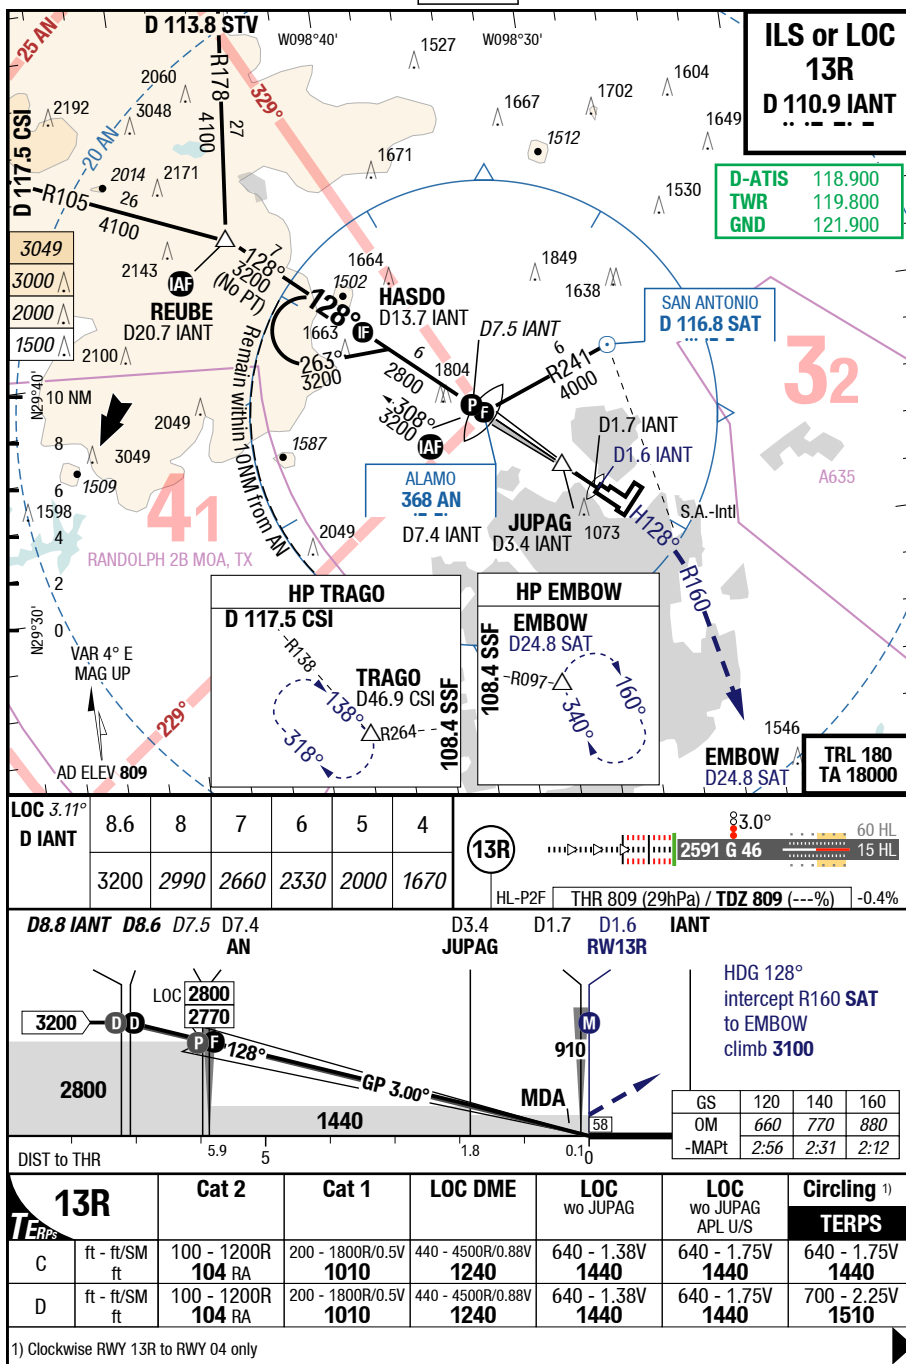 ILS or LOC
13R
D 110.9 IANT
D-ATIS 118.900
TWR 119.800
GND 121.900
25 AN
D 113.8 STV
W098°40'
W098°30'
1527
2060
2192
3048
1604
1702
1667
1649
20 AN
329°
R178
4100
27
D 117.5 CSI
2014
2171
1671
1512
1530
R105
26
4100
3049
3000
2000
1500
2143
IAF
REUBE
D20.7 IANT
128°
7
3200
(No PT)
1502
128°
1664
HASDO
D13.7 IANT
IF
1849
1638
D7.5 IANT
SAN ANTONIO
D 116.8 SAT
1663
263°
3200
6
2800
1804
6
R241
4000
32
2100
N29°40'
10 NM
8
6
4
2
0
Remain within 10NM from AN
2049
3049
1509
1587
1598
308°
3200
IAF
P
F
D1.7 IANT
D1.6 IANT
A635
ALAMO
368 AN
D7.4 IANT
JUPAG
D3.4 IANT
1073
S.A.-Intl
H128°
R160
41
2049
RANDOLPH 2B MOA, TX
N29°30'
VAR 4° E
MAG UP
229°
AD ELEV 809
HP TRAGO
D 117.5 CSI
R138
TRAGO
D46.9 CSI
138°
318°
R264
108.4 SSF
HP EMBOW
EMBOW
D24.8 SAT
108.4 SSF
R097
160°
340°
1546
EMBOW
D24.8 SAT
TRL 180
TA 18000
LOC 3.11°
D IANT
8.6 8 7 6 5 4
3200 2990 2660 2330 2000 1670
13R
3.0°
60 HL
2591 G 46
15 HL
HL-P2F
THR 809 (29hPa) / TDZ 809 (---%)
-0.4%
D8.8 IANT D8.6 D7.5 D7.4 D3.4 D1.7 D1.6 IANT
AN JUPAG RW13R
LOC 2800
2770
3200
D D
P F
128°
GP 3.00°
2800
1440
MDA
910
M
58
HDG 128°
intercept R160 SAT
to EMBOW
climb 3100
GS 120 140 160
OM 660 770 880
-MAPt 2:56 2:31 2:12
DIST to THR 5.9 5 1.8 0.1 0
TERPS
13R
Cat 2
Cat 1
LOC DME
LOC
wo JUPAG
LOC
wo JUPAG
APL U/S
Circling 1)
TERPS
C ft - ft/SM 100 - 1200R 200 - 1800R/0.5V 440 - 4500R/0.88V 640 - 1.38V 640 - 1.75V 640 - 1.75V
ft 104 RA 1010 1240 1440 1440 1440
D ft - ft/SM 100 - 1200R 200 - 1800R/0.5V 440 - 4500R/0.88V 640 - 1.38V 640 - 1.75V 700 - 2.25V
ft 104 RA 1010 1240 1440 1440 1510
1) Clockwise RWY 13R to RWY 04 only